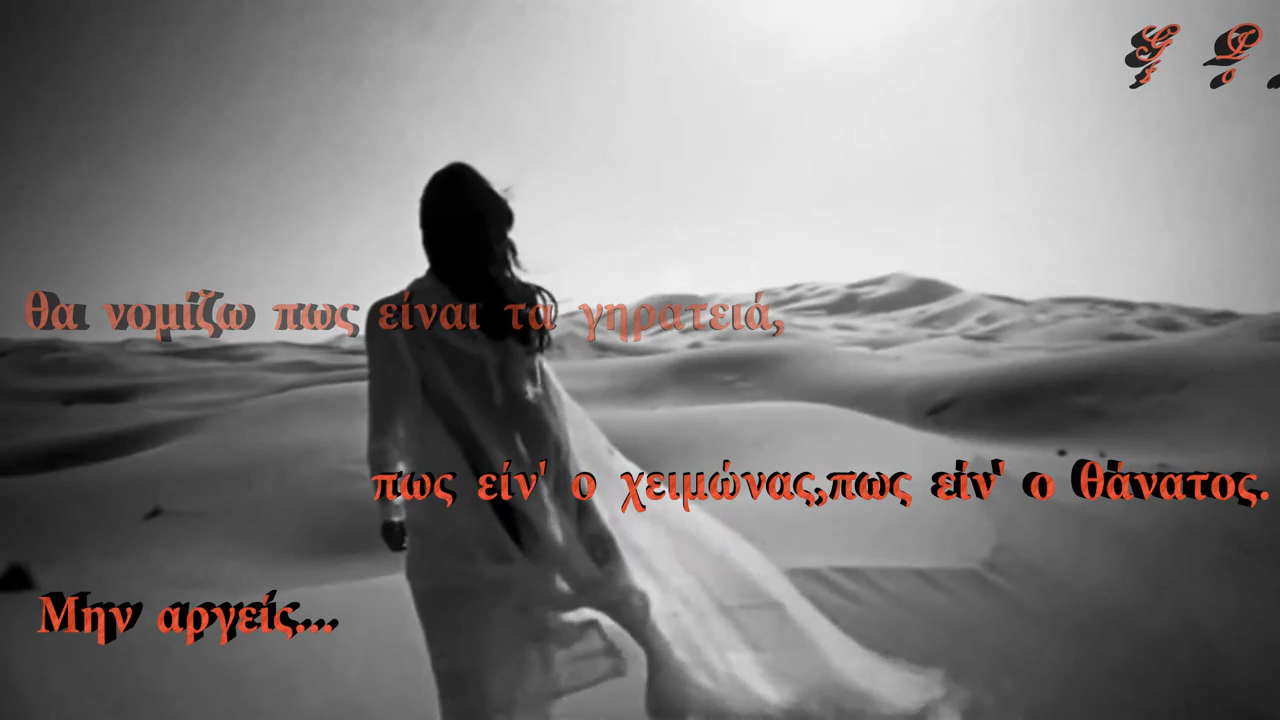 θα νομίζω πως είναι τα γηρατειά,
πως είν' ο χειμώνας,πως είν' ο θάνατος.
Μην αργείς...